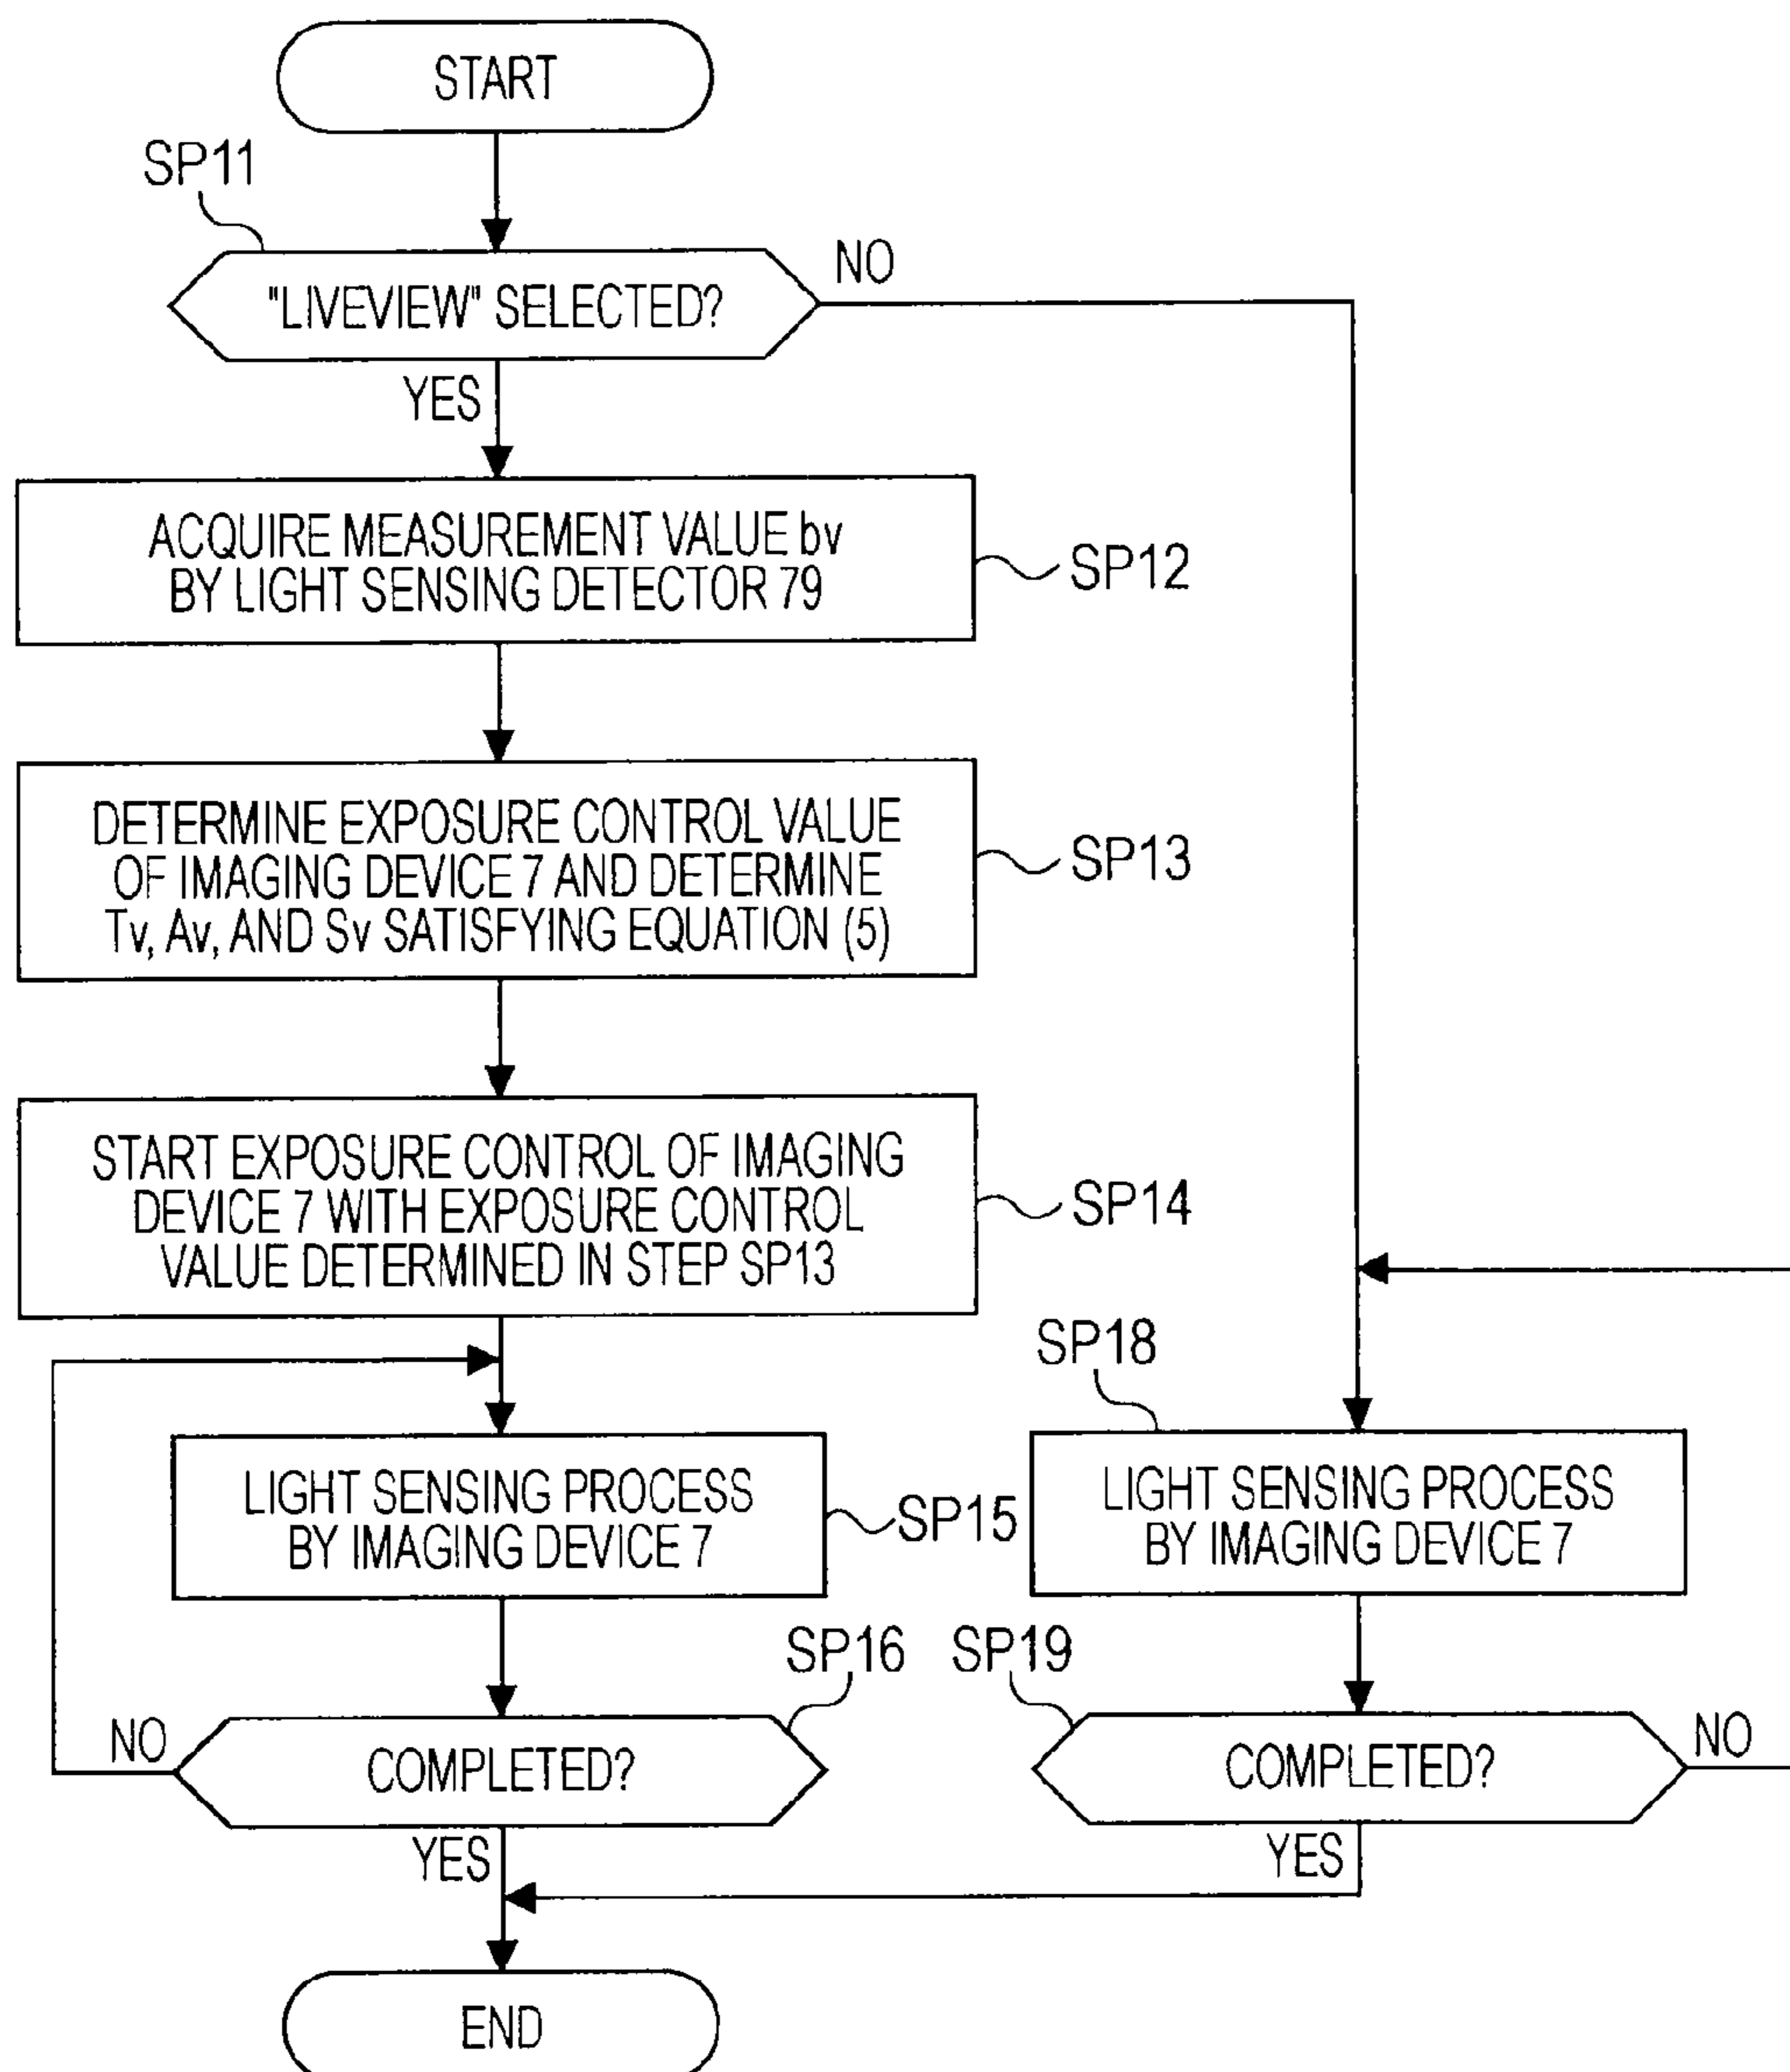 START
SP11
"LIVEVIEW" SELECTED?
NO
YES
ACQUIRE MEASUREMENT VALUE bv
BY LIGHT SENSING DETECTOR 79
SP12
DETERMINE EXPOSURE CONTROL VALUE
OF IMAGING DEVICE 7 AND DETERMINE
Tv, Av, AND Sv SATISFYING EQUATION (5)
SP13
START EXPOSURE CONTROL OF IMAGING
DEVICE 7 WITH EXPOSURE CONTROL
VALUE DETERMINED IN STEP SP13
SP14
LIGHT SENSING PROCESS
BY IMAGING DEVICE 7
SP15
SP16
COMPLETED?
NO
YES
SP18
LIGHT SENSING PROCESS
BY IMAGING DEVICE 7
SP19
COMPLETED?
NO
YES
END